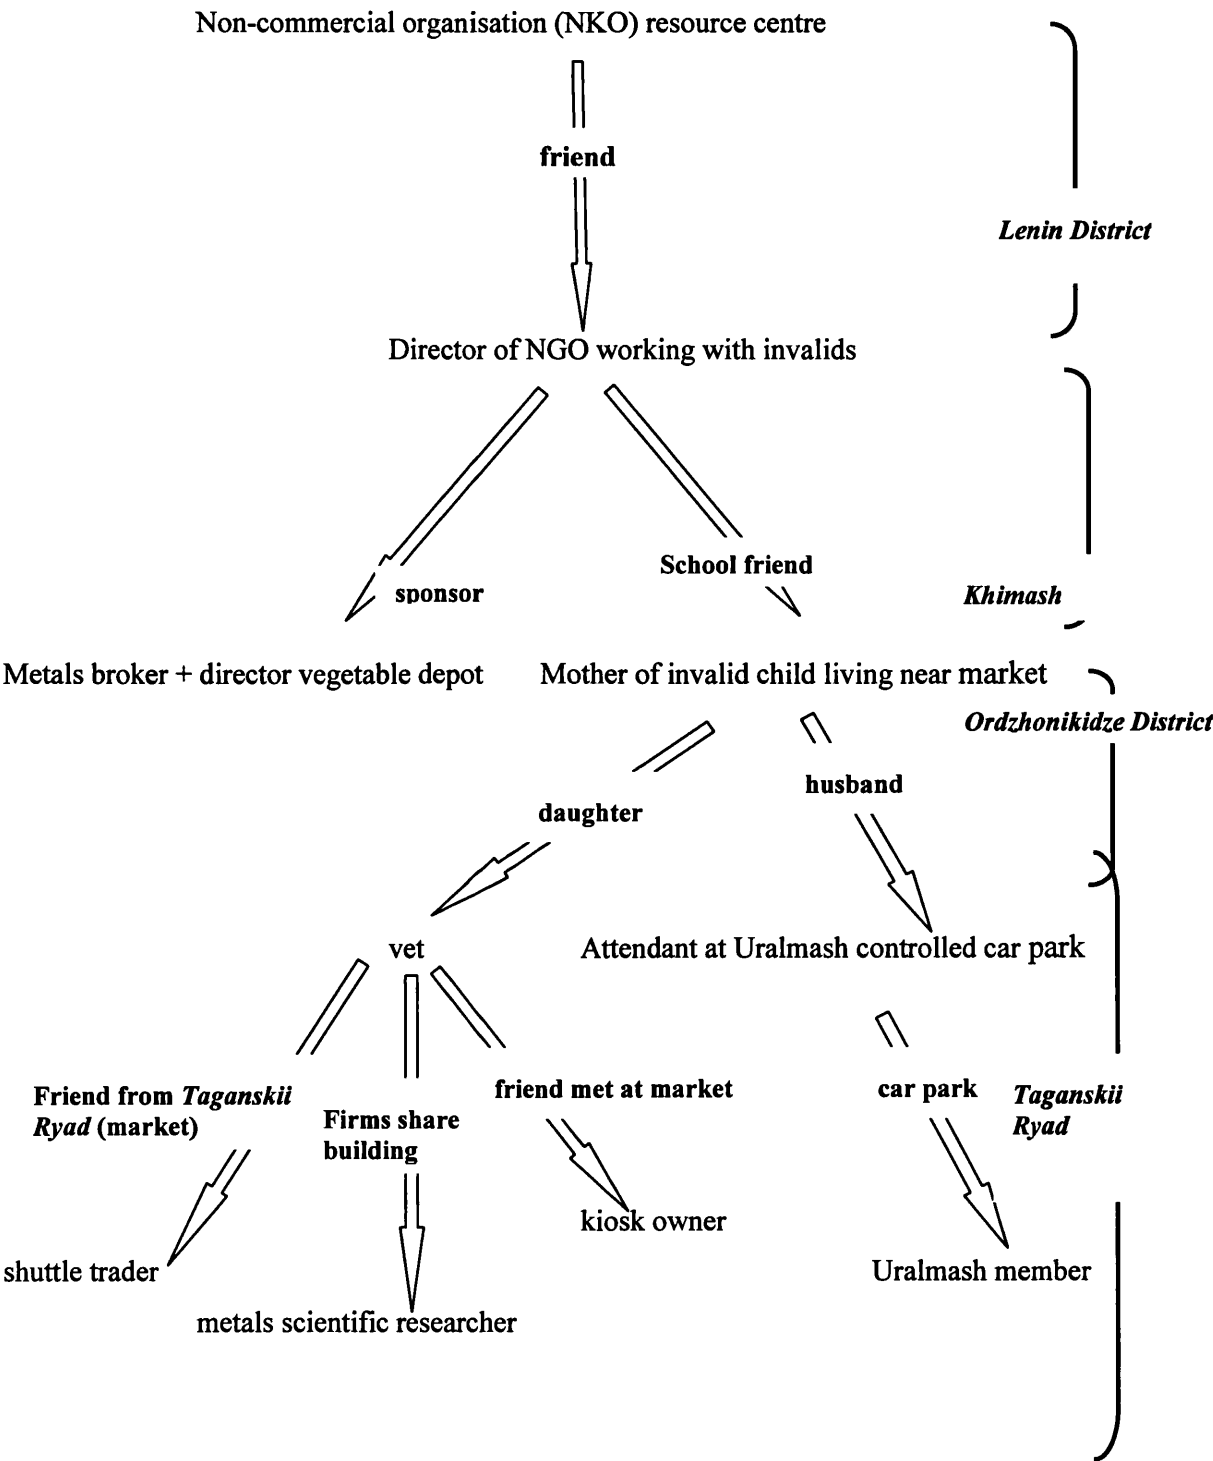 Non-commercial organisation (NKO) resource centre
friend
Lenin District
Director of NGO working with invalids
School friend
sponsor
Khimash
Metals broker + director vegetable depot
Mother of invalid child living near market
Ordzhonikidze District
husband
daughter
vet
Attendant at Uralmash controlled car park
Friend from Taganskii
Ryad (market)
Firms share
building
friend met at market
car park
Taganskii
Ryad
kiosk owner
shuttle trader
Uralmash member
metals scientific researcher